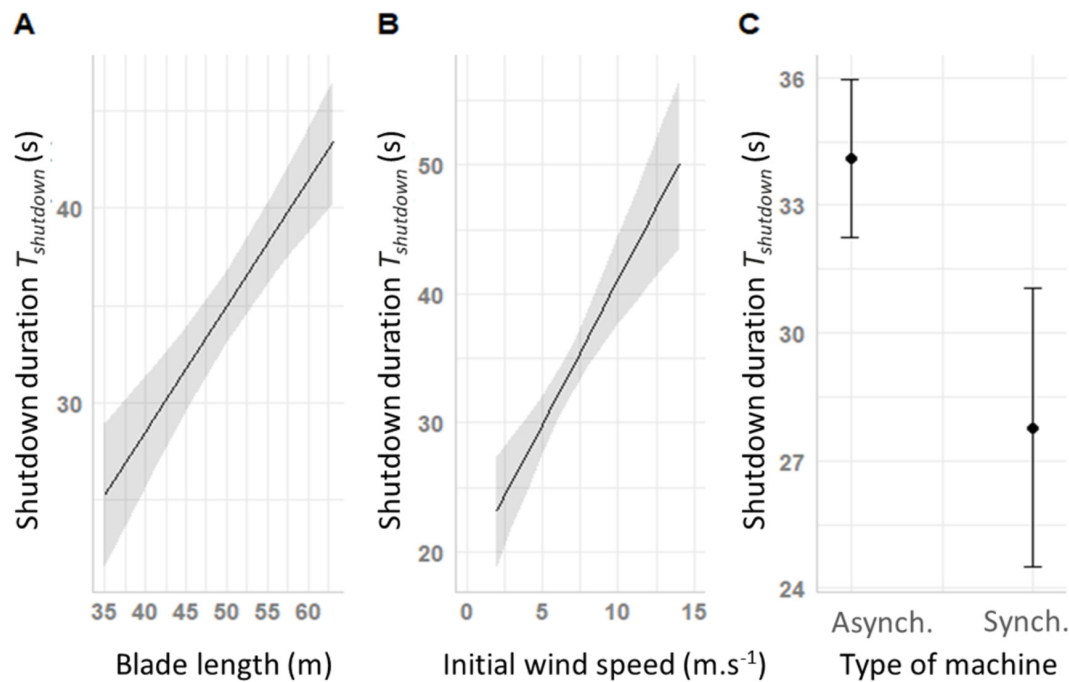 A
Shutdown duration T_shutdown (s)
40
30
35 40 45 50 55 60
Blade length (m)
B
Shutdown duration T_shutdown (s)
50
40
30
20
0 5 10 15
Initial wind speed (m.s⁻¹)
C
Shutdown duration T_shutdown (s)
36
33
30
27
24
Asynch. Synch.
Type of machine